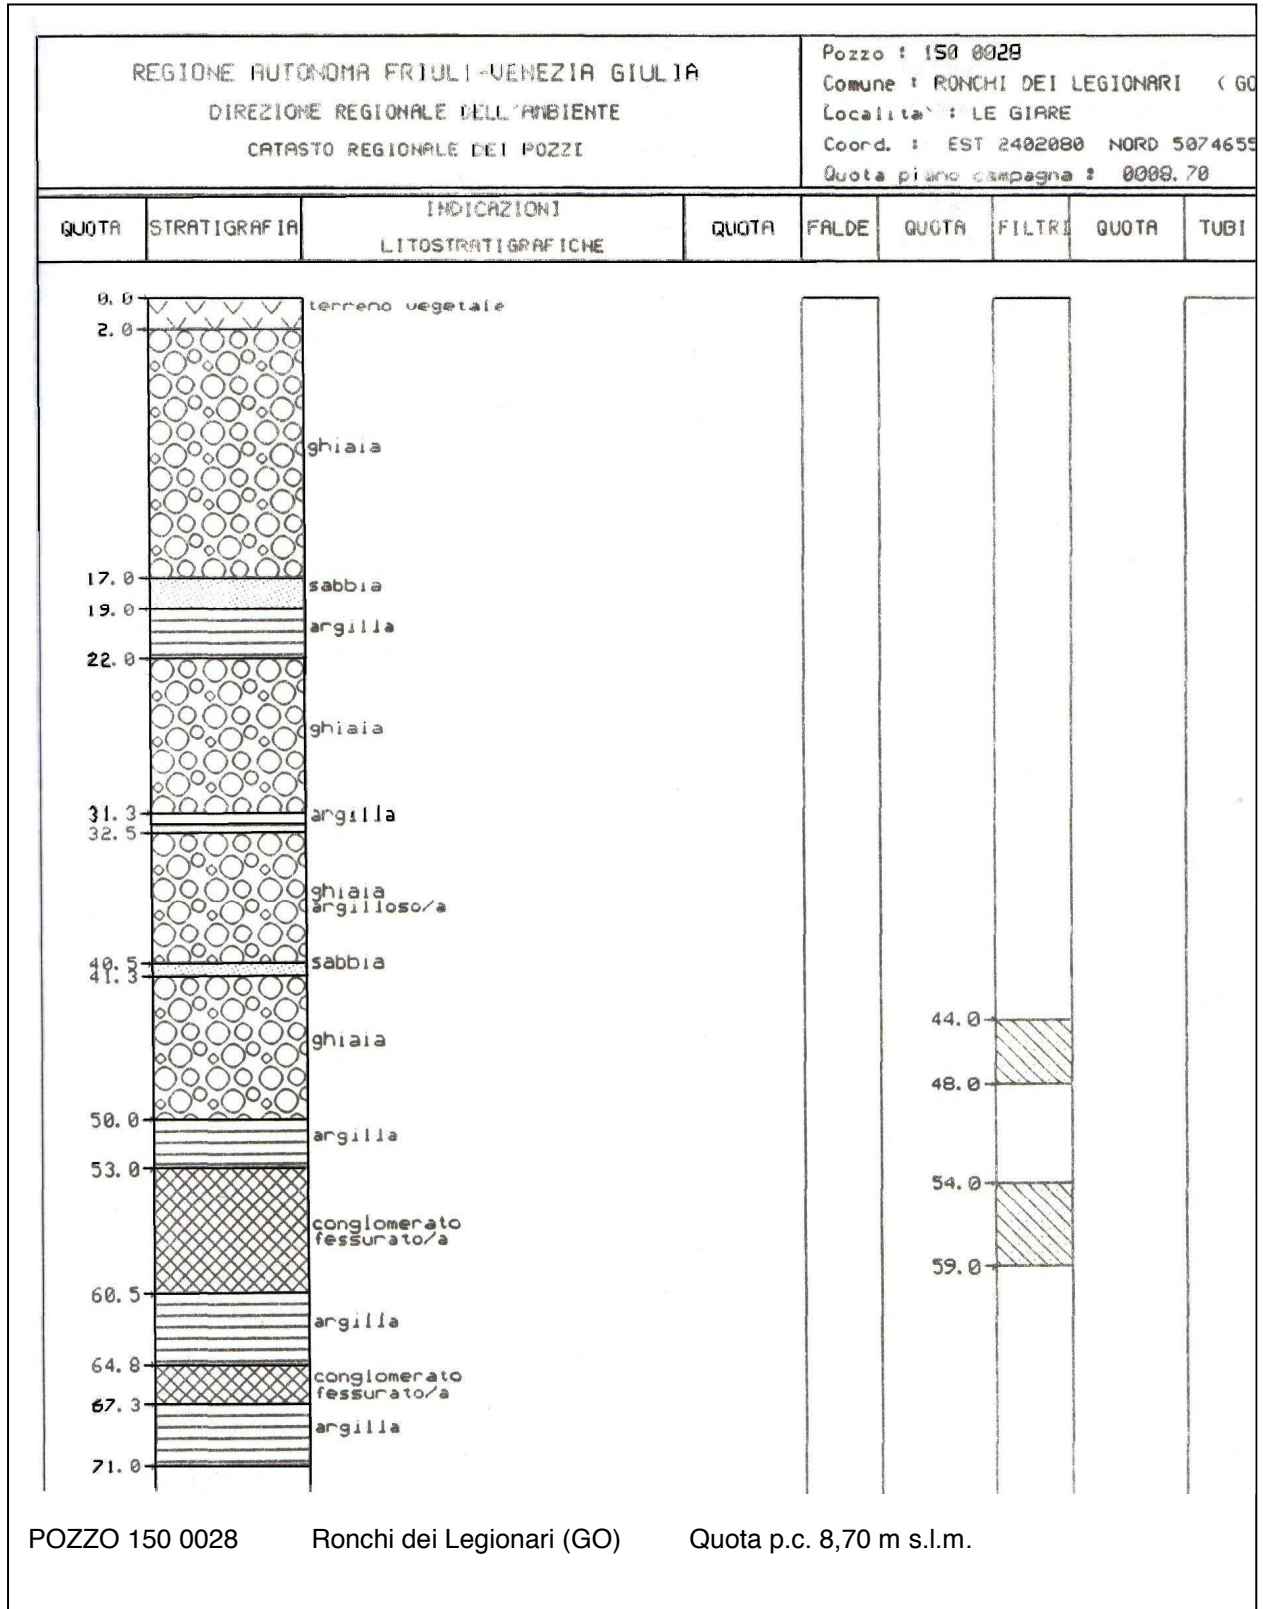 REGIONE AUTONOMA FRIULI-VENEZIA GIULIA
DIREZIONE REGIONALE DELL'AMBIENTE
CATASTO REGIONALE DEI POZZI
Pozzo : 150 0028
Comune : RONCHI DEI LEGIONARI ( GO
Localita` : LE GIARE
Coord. : EST 2402080 NORD 5074655
Quota piano campagna : 0008.70
QUOTA STRATIGRAFIA INDICAZIONI LITOSTRATIGRAFICHE QUOTA FALDE QUOTA FILTRI QUOTA TUBI
0.0 terreno vegetale
2.0
ghiaia
17.0
sabbia
19.0
argilla
22.0
ghiaia
31.3 argilla
32.5
ghiaia
argilloso/a
40.5 sabbia
41.3
44.0
ghiaia
48.0
50.0
argilla
53.0
54.0
conglomerato
fessurato/a
59.0
60.5
argilla
64.8
conglomerato
fessurato/a
67.3
argilla
71.0
POZZO 150 0028 Ronchi dei Legionari (GO) Quota p.c. 8,70 m s.l.m.